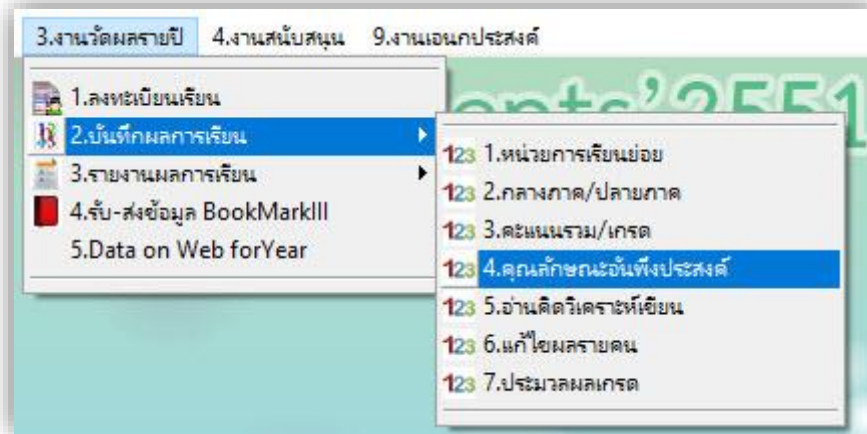 3.งานวัดผลรายปี 4.งานสนับสนุน 9.งานเอนกประสงค์
ents'2551
1.ลงทะเบียนเรียน
2.บันทึกผลการเรียน
3.รายงานผลการเรียน
4.รับ-ส่งข้อมูล BookMarkIII
5.Data on Web forYear
123 1.หน่วยการเรียนย่อย
123 2.กลางภาค/ปลายภาค
123 3.คะแนนรวม/เกรด
123 4.คุณลักษณะอันพึงประสงค์
123 5.อ่านคิดวิเคราะห์เขียน
123 6.แก้ไขผลรายคน
123 7.ประมวลผลเกรด